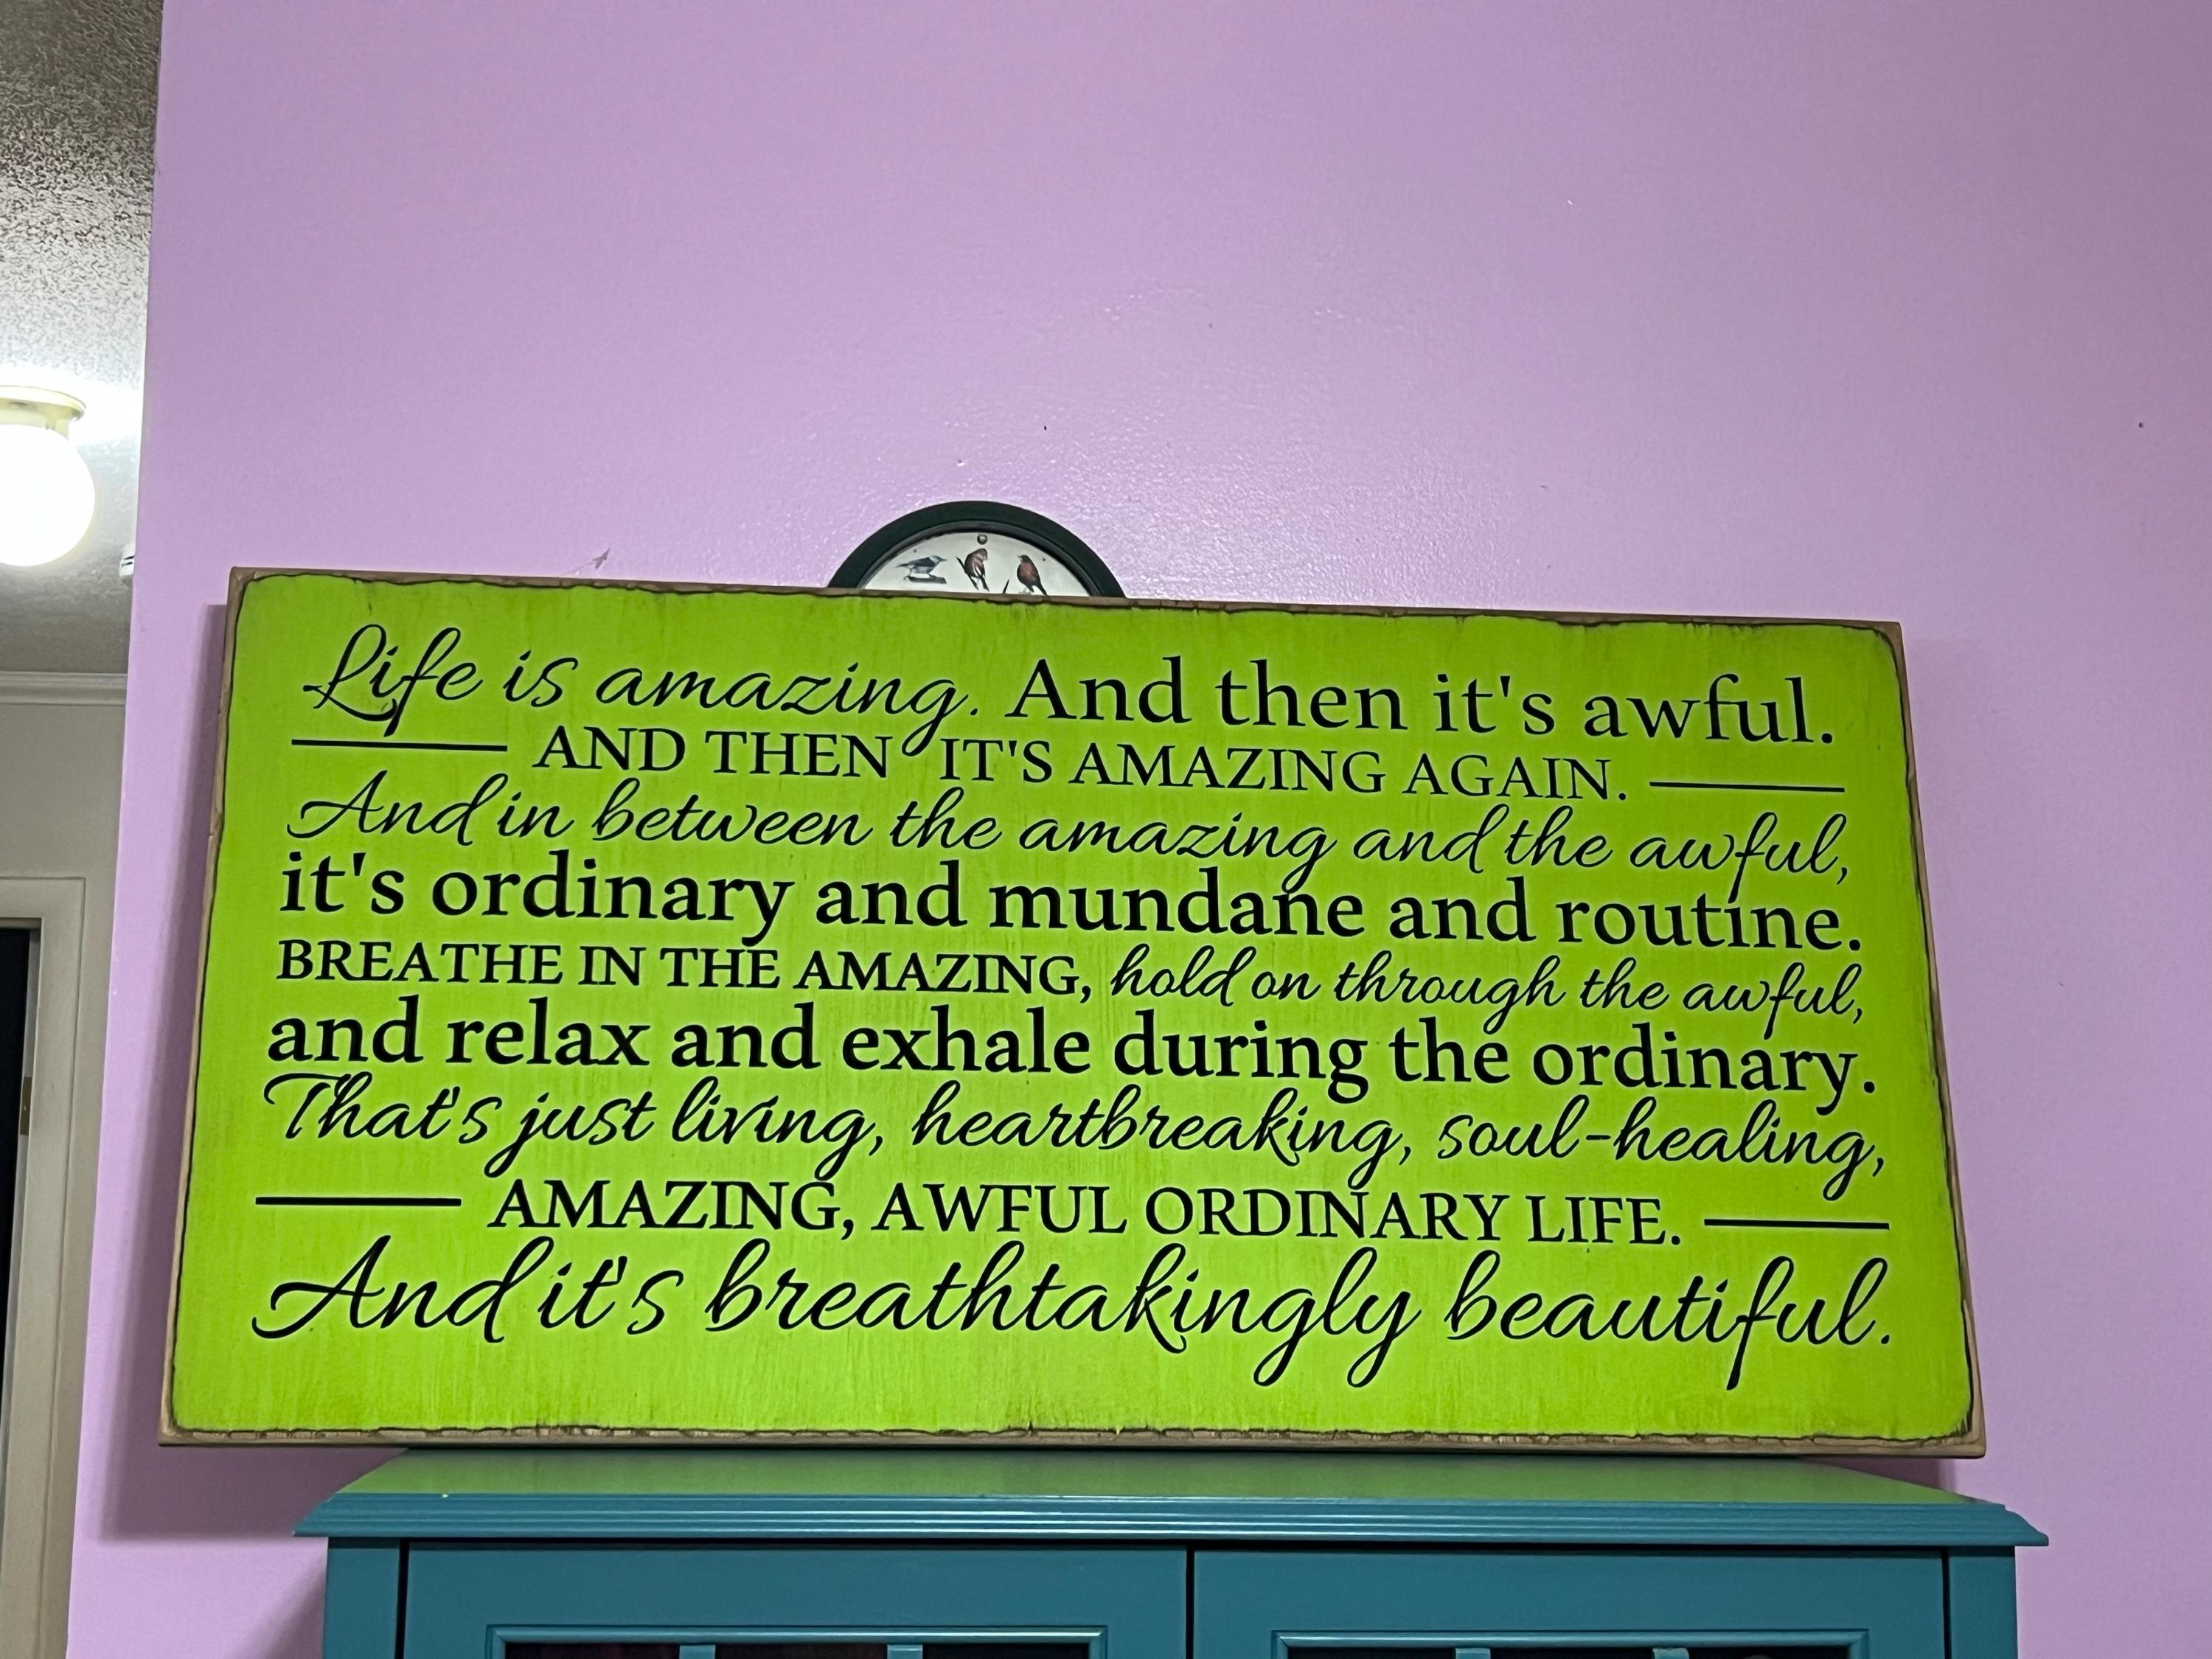 Life is amazing. And then it's awful.
AND THEN IT'S AMAZING AGAIN.
And in between the amazing and the awful,
it's ordinary and mundane and routine.
BREATHE IN THE AMAZING, hold on through the awful,
and relax and exhale during the ordinary.
That's just living, heartbreaking, soul-healing,
AMAZING, AWFUL ORDINARY LIFE.
And it's breathtakingly beautiful.